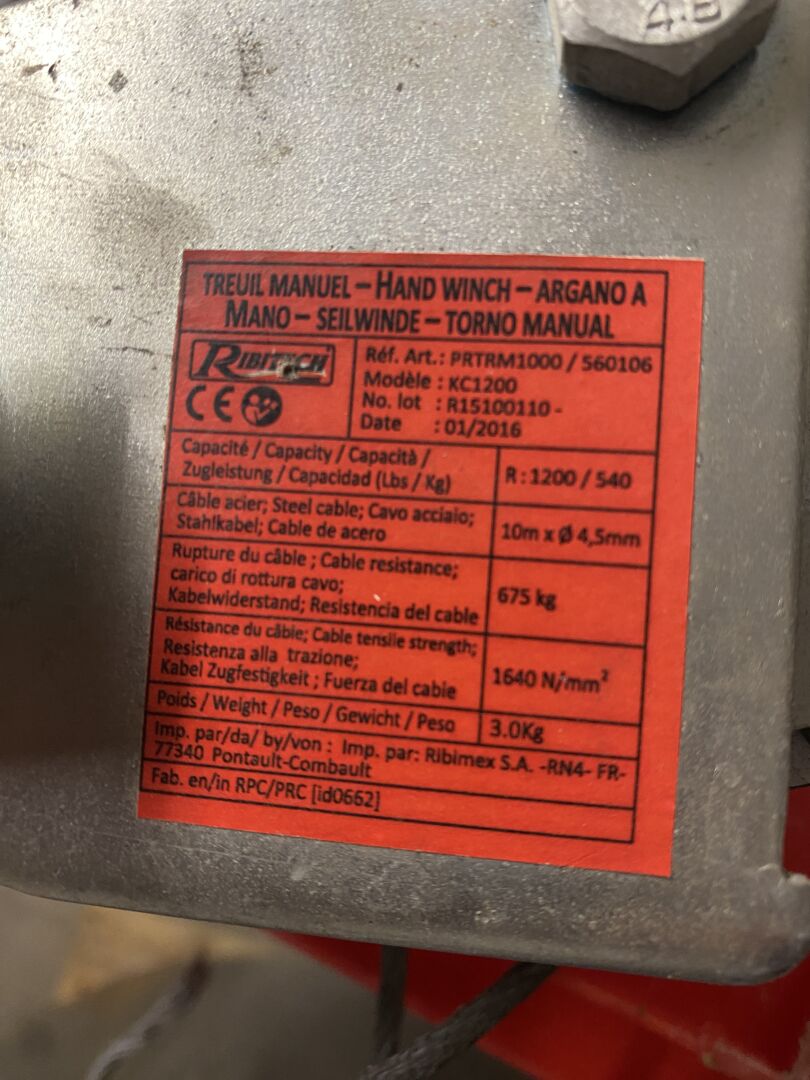 4.8
TREUIL MANUEL – HAND WINCH – ARGANO A
MANO – SEILWINDE – TORNO MANUAL
RIBITECH
CE
Réf. Art.: PRTRM1000 / 560106
Modèle : KC1200
No. lot : R15100110 -
Date : 01/2016
Capacité / Capacity / Capacità /
Zugleistung / Capacidad (Lbs / Kg)
R : 1200 / 540
Câble acier; Steel cable; Cavo acciaio;
Stahlkabel; Cable de acero
10m x Ø 4,5mm
Rupture du câble ; Cable resistance;
carico di rottura cavo;
Kabelwiderstand; Resistencia del cable
675 kg
Résistance du câble; Cable tensile strength;
Resistenza alla trazione;
Kabel Zugfestigkeit ; Fuerza del cable
1640 N/mm²
Poids / Weight / Peso / Gewicht / Peso
3.0Kg
Imp. par/da/ by/von : Imp. par: Ribimex S.A. -RN4- FR-
77340 Pontault-Combault
Fab. en/in RPC/PRC [id0662]